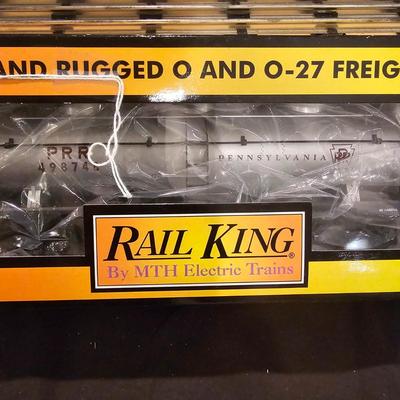 AND RUGGED O AND O-27 FREIG
PRR
PENNSYLVANIA
RAIL KING®
By MTH Electric Trains